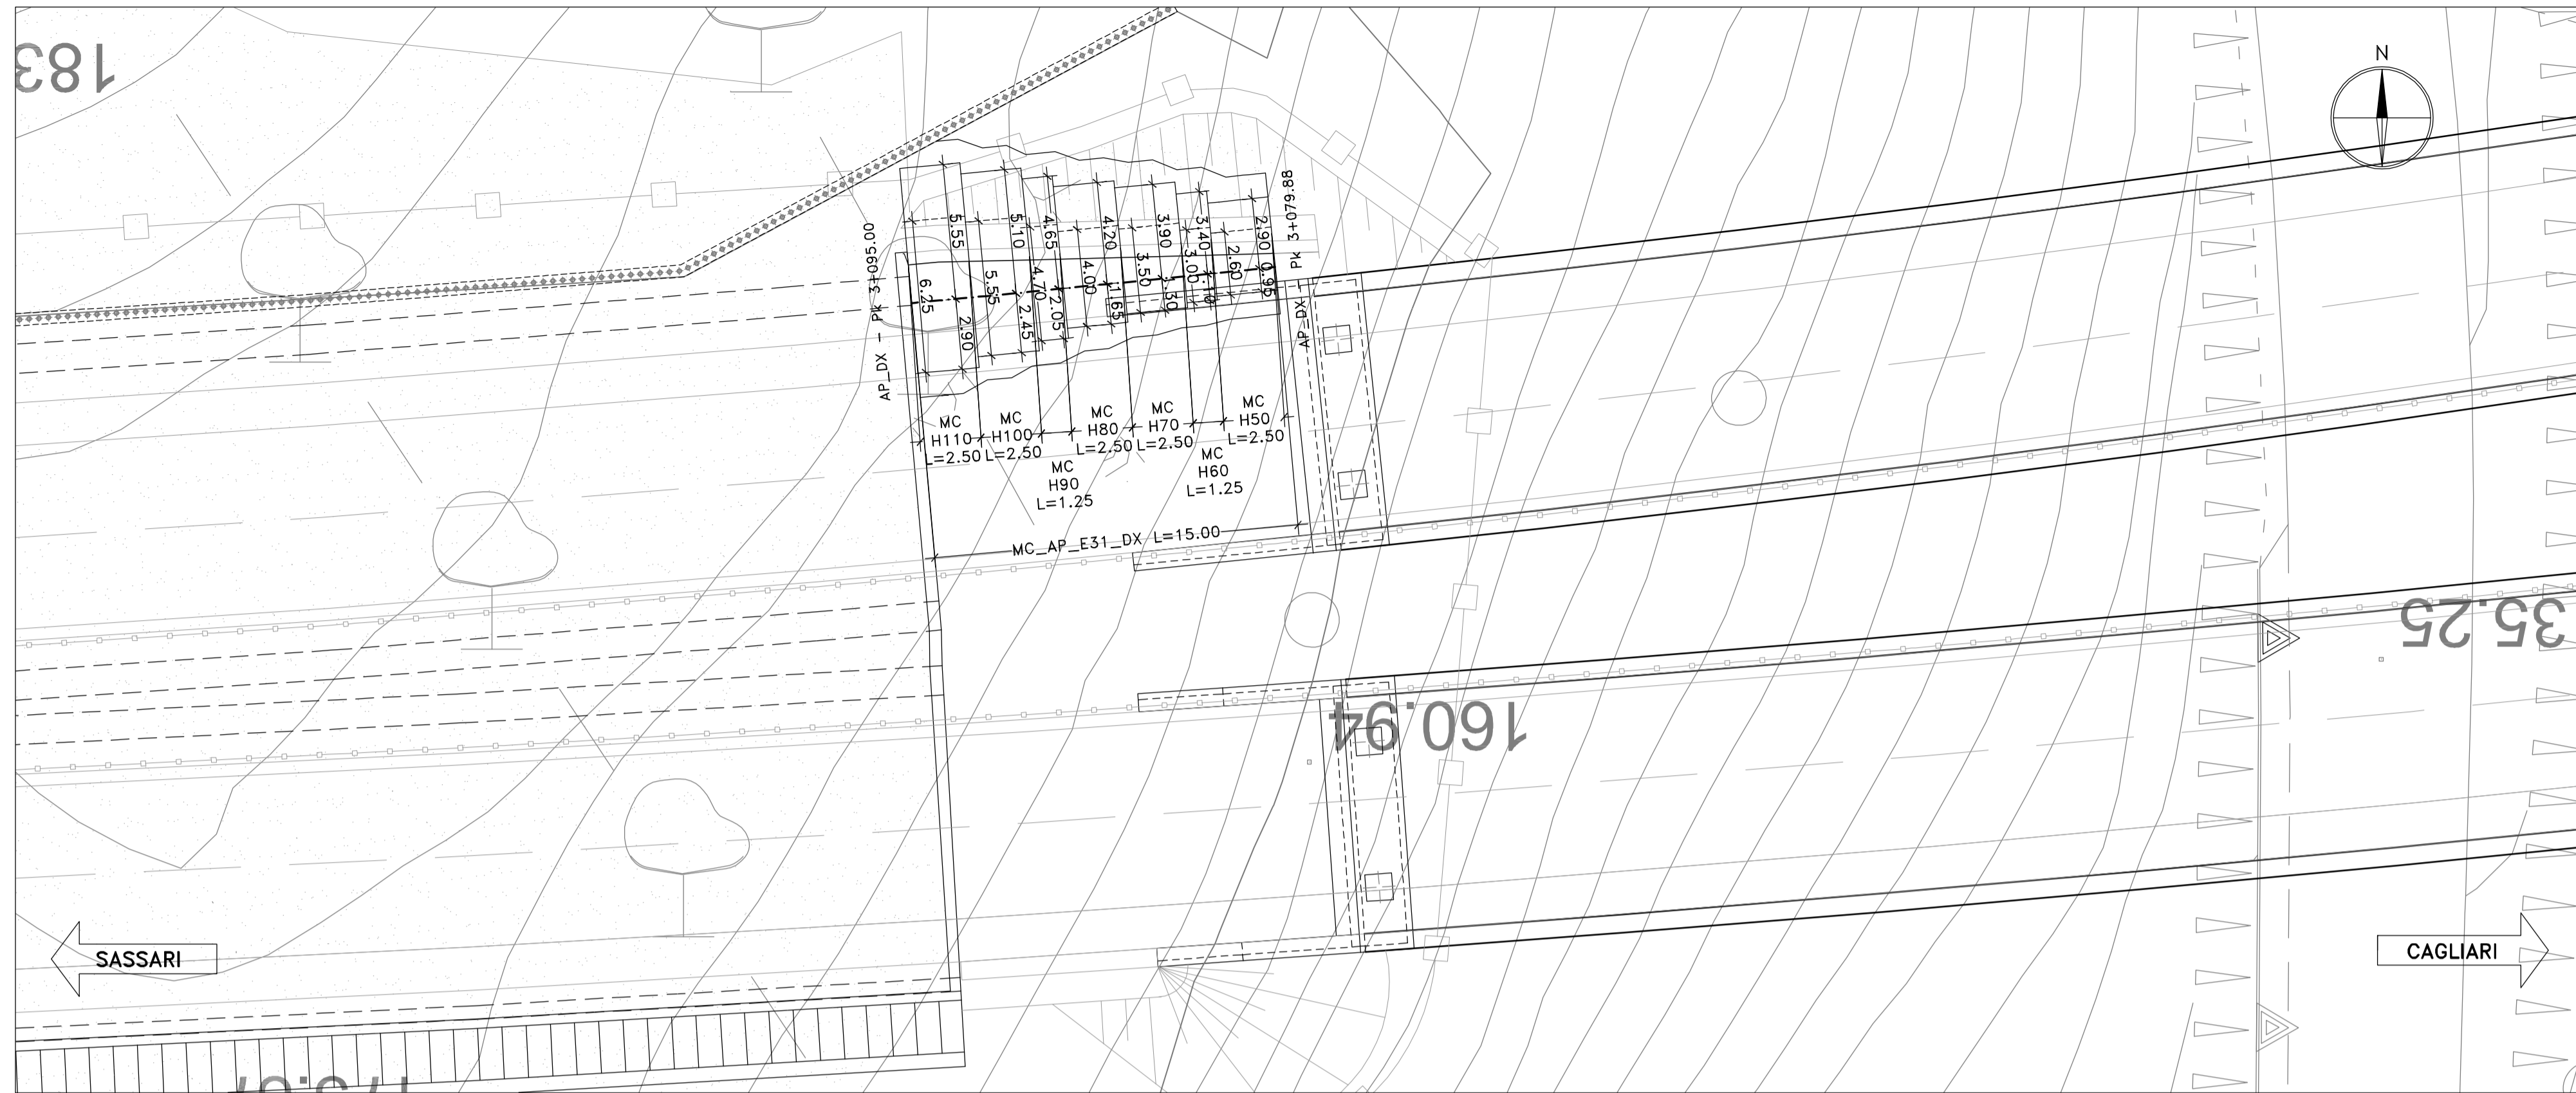 183
N
AP_DX - Pk 3+095.00
AP_DX - Pk 3+079.88
5.55
5.10
4.65
4.20
3.90
3.40
2.90
6.25
5.55
4.70
4.00
3.50
3.00
2.60
0.95
2.90
2.45
2.05
1.65
MC
H110
L=2.50
MC
H100
L=2.50
MC
H90
L=1.25
MC
H80
L=2.50
MC
H70
L=2.50
MC
H60
L=1.25
MC
H50
L=2.50
MC_AP_E31_DX L=15.00
35.25
160.94
SASSARI
CAGLIARI